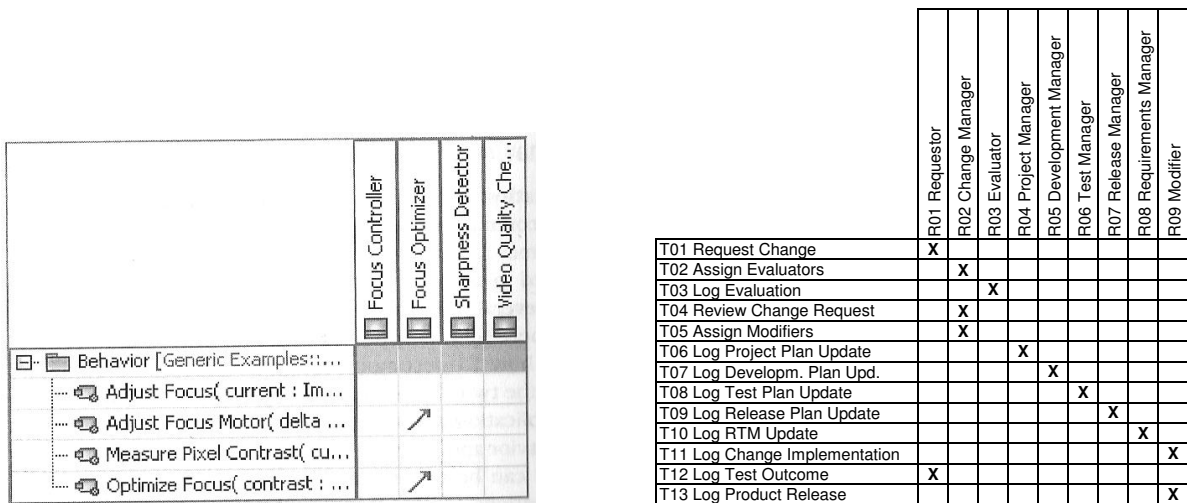 Focus Controller
Focus Optimizer
Sharpness Detector
Video Quality Che...
Behavior [Generic Examples::...
Adjust Focus( current : Im...
Adjust Focus Motor( delta ...
Measure Pixel Contrast( cu...
Optimize Focus( contrast : ...
R01 Requestor
R02 Change Manager
R03 Evaluator
R04 Project Manager
R05 Development Manager
R06 Test Manager
R07 Release Manager
R08 Requirements Manager
R09 Modifier
T01 Request Change X
T02 Assign Evaluators X
T03 Log Evaluation X
T04 Review Change Request X
T05 Assign Modifiers X
T06 Log Project Plan Update X
T07 Log Developm. Plan Upd. X
T08 Log Test Plan Update X
T09 Log Release Plan Update X
T10 Log RTM Update X
T11 Log Change Implementation X
T12 Log Test Outcome X
T13 Log Product Release X